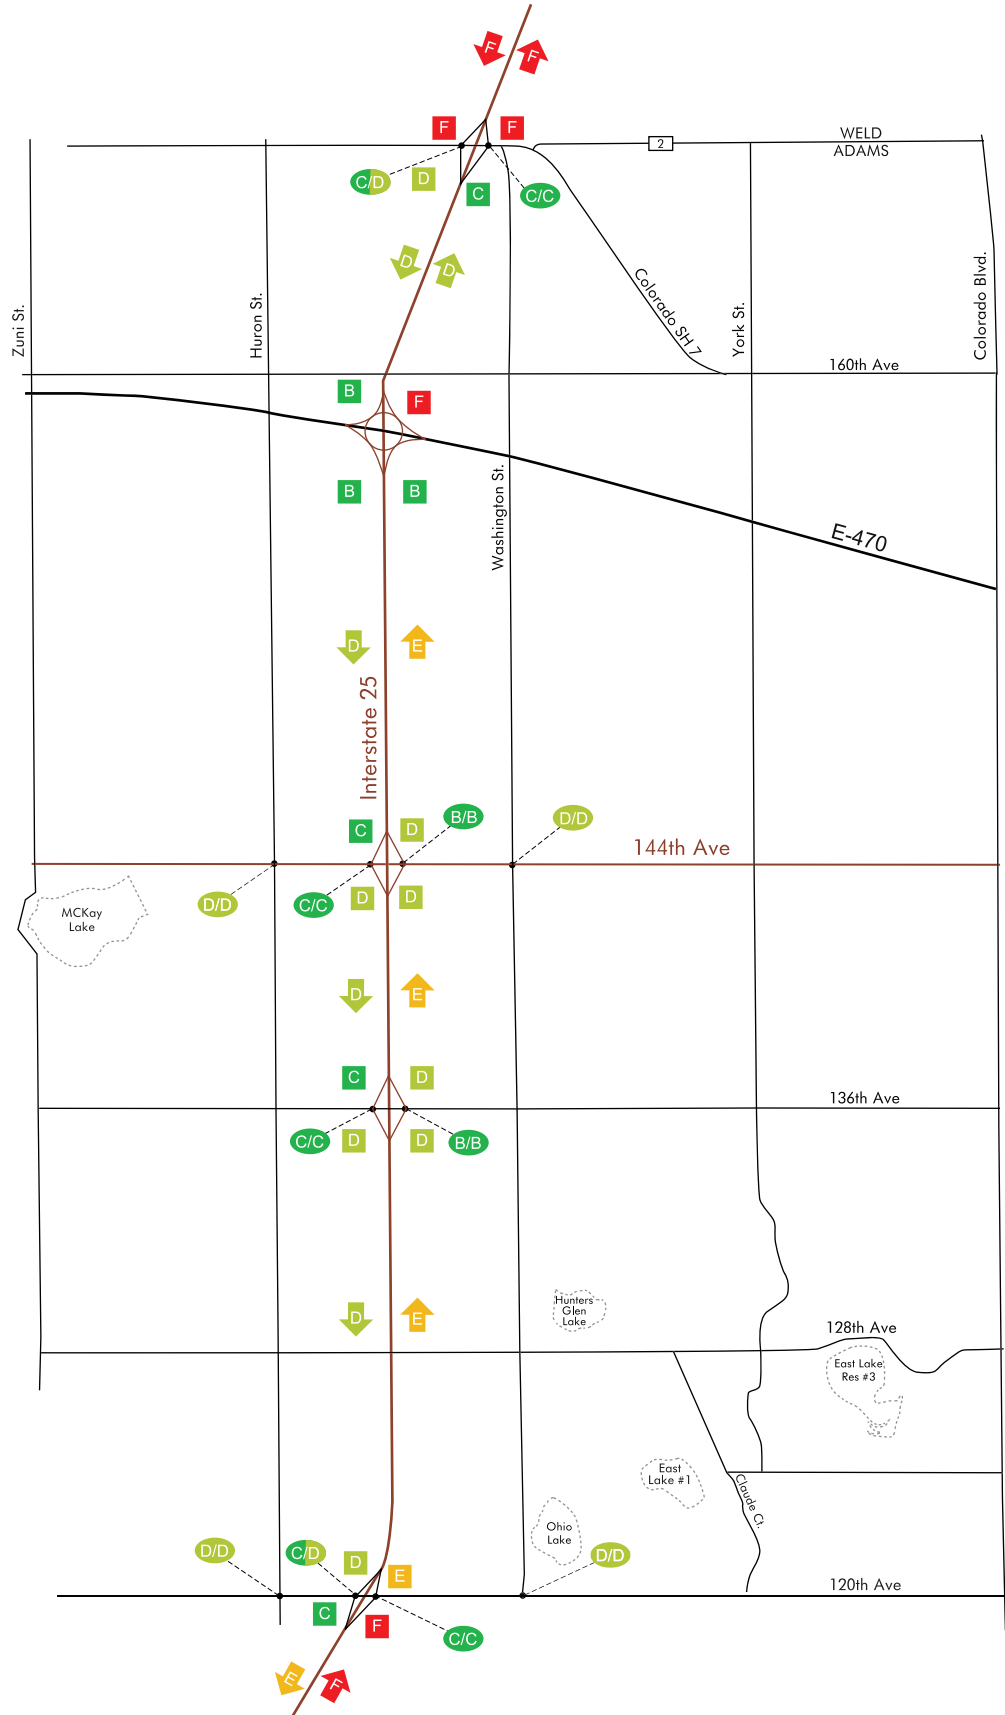 F
F
WELD
2
ADAMS
F
F
C/D
D
C
C/C
D
D
Colorado SH 7
Zuni St.
Huron St.
York St.
Colorado Blvd.
160th Ave
B
F
B
B
Washington St.
E-470
D
E
Interstate 25
C
D
B/B
D/D
144th Ave
D/D
C/C
D
D
MCKay
Lake
D
E
C
D
136th Ave
C/C
D
D
B/B
D
E
Hunters
Glen
Lake
128th Ave
East Lake
Res #3
East
Lake #1
Claude Ct.
Ohio
Lake
D/D
C/D
D
E
D/D
120th Ave
C
F
C/C
E
F